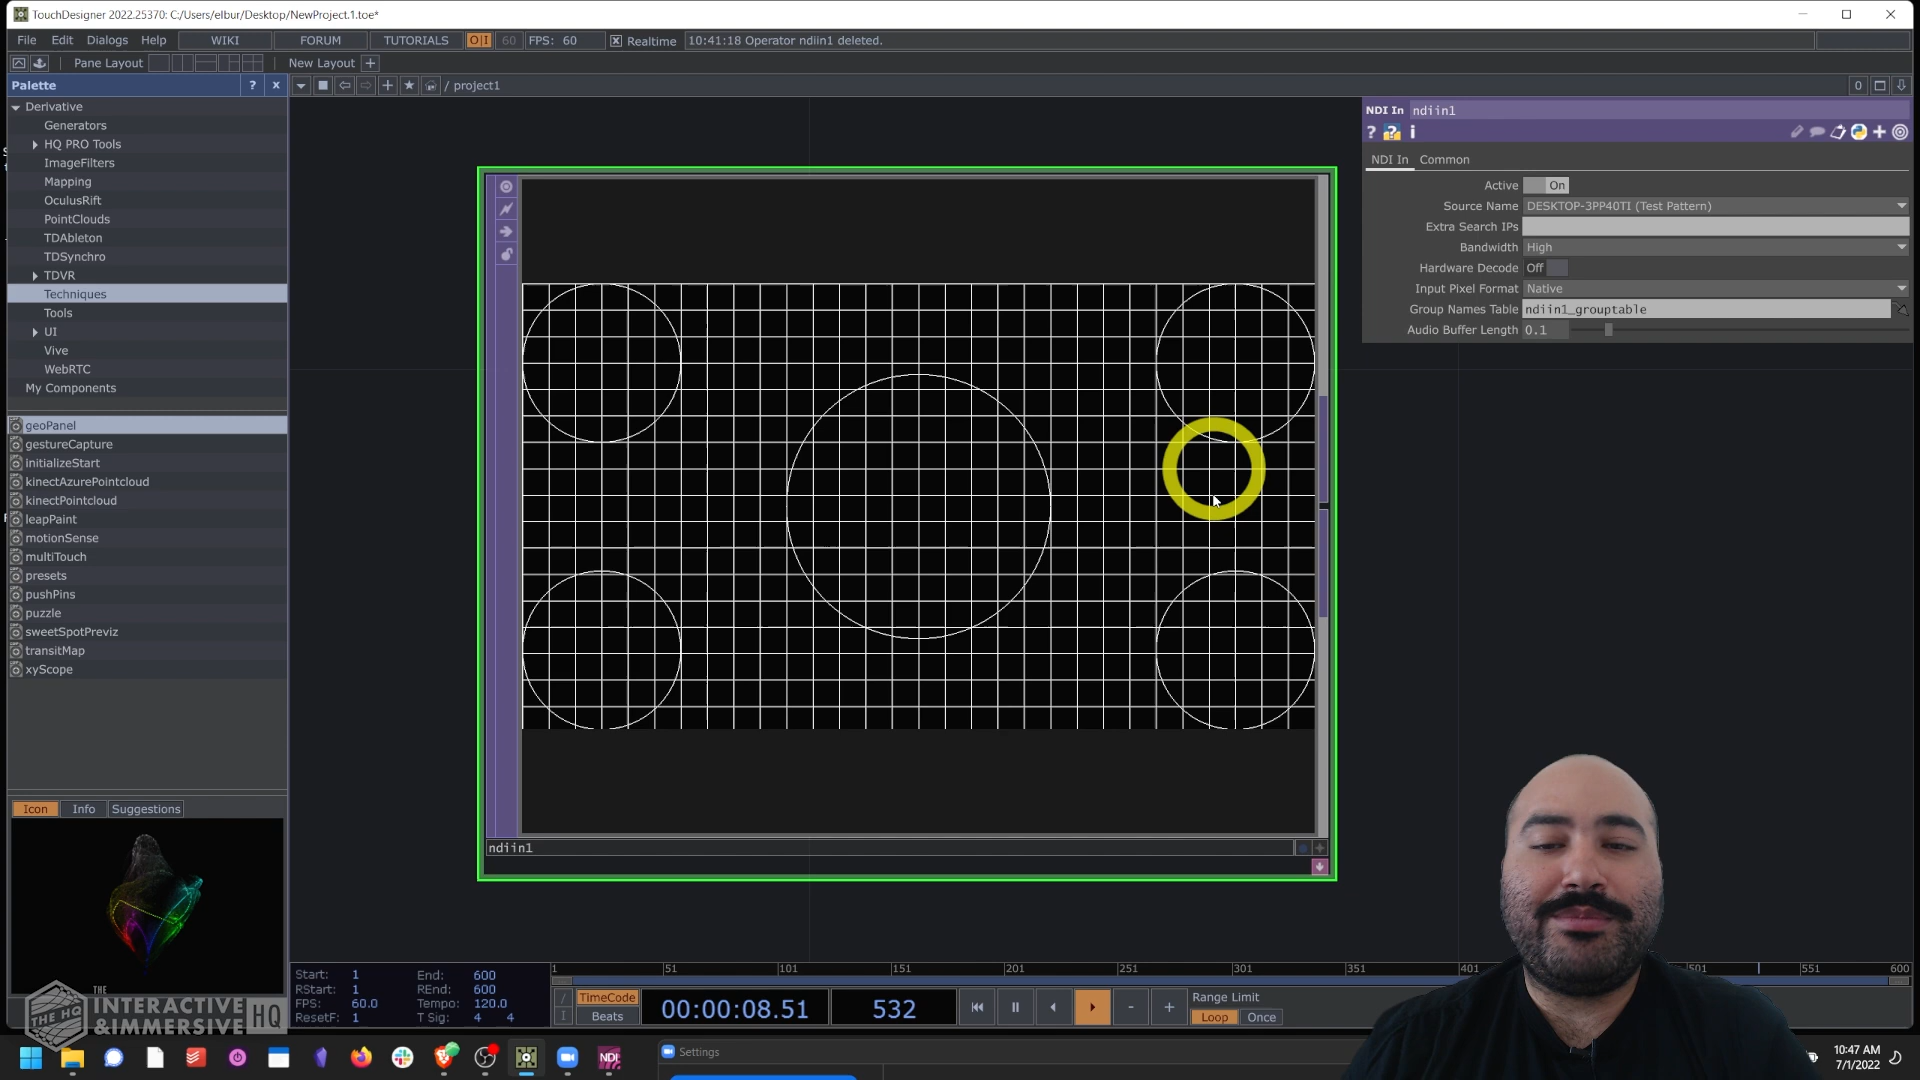 TouchDesigner 2022.25370: C:/Users/elbur/Desktop/NewProject.1.toe*
File Edit Dialogs Help WIKI FORUM TUTORIALS O|I 60 FPS: 60 Realtime 10:41:18 Operator ndiin1 deleted.
Pane Layout New Layout +
Palette ? x
/ project1
0
Derivative
Generators
HQ PRO Tools
ImageFilters
Mapping
OculusRift
PointClouds
TDAbleton
TDSynchro
TDVR
Techniques
Tools
UI
Vive
WebRTC
My Components
geoPanel
gestureCapture
initializeStart
kinectAzurePointcloud
kinectPointcloud
leapPaint
motionSense
multiTouch
presets
pushPins
puzzle
sweetSpotPreviz
transitMap
xyScope
Icon Info Suggestions
ndiin1
NDI In ndiin1
? ? i
NDI In Common
Active On
Source Name DESKTOP-3PP40TI (Test Pattern)
Extra Search IPs
Bandwidth High
Hardware Decode Off
Input Pixel Format Native
Group Names Table ndiin1_grouptable
Audio Buffer Length 0.1
Start: 1 End: 600
RStart: 1 REnd: 600
FPS: 60.0 Tempo: 120.0
ResetF: 1 T Sig: 4 4
1 51 101 151 201 251 301 351 401 501 551 600
TimeCode
Beats
00:00:08.51
532
- +
Range Limit
Loop Once
THE HQ
THE
INTERACTIVE
&IMMERSIVE HQ
NDI
Settings
10:47 AM
7/1/2022